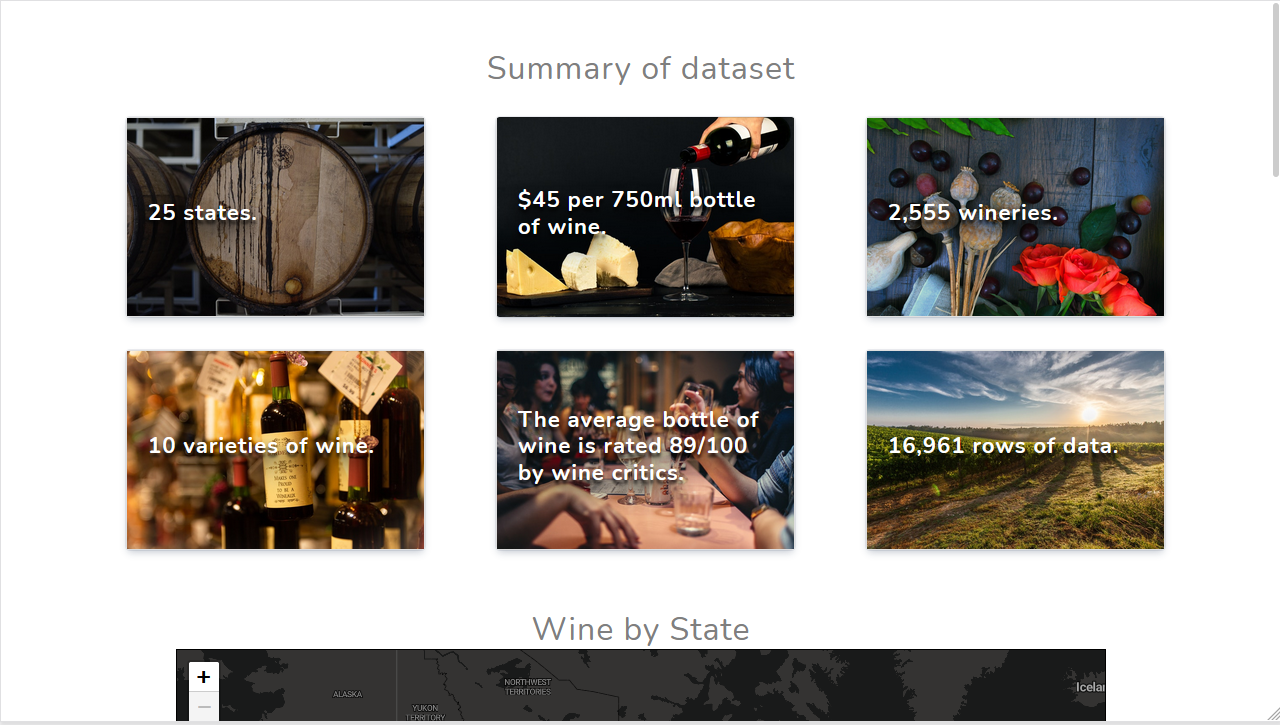 Summary of dataset
25 states.
$45 per 750ml bottle
of wine.
2,555 wineries.
10 varieties of wine.
The average bottle of
wine is rated 89/100
by wine critics.
16,961 rows of data.
Wine by State
+
−
ALASKA
YUKON
TERRITORY
NORTHWEST
TERRITORIES